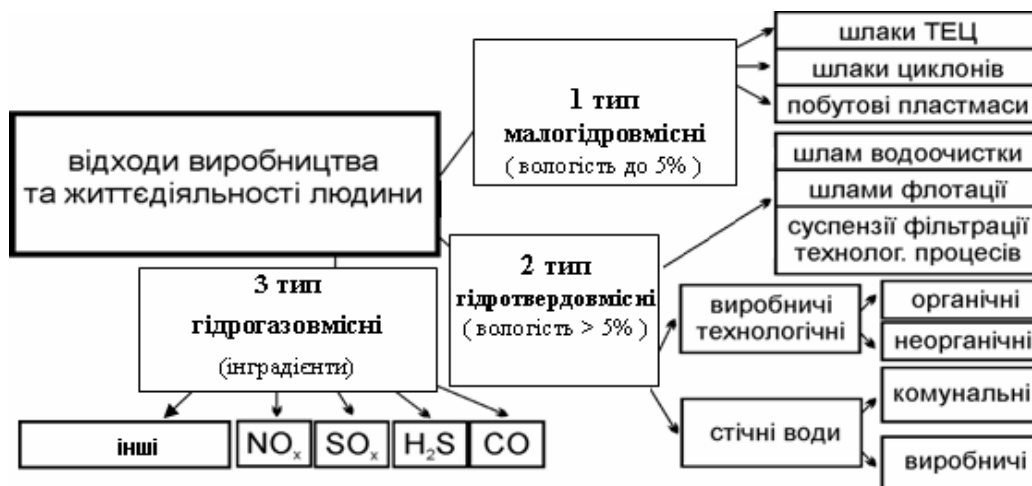 відходи виробництва
та життєдіяльності людини
1 тип
малогідровмісні
( вологість до 5% )
шлаки ТЕЦ
шлаки циклонів
побутові пластмаси
2 тип
гідротвердовмісні
( вологість > 5% )
шлам водоочистки
шлами флотації
суспензії фільтрації
технолог. процесів
виробничі
технологічні
органічні
неорганічні
стічні води
комунальні
виробничі
3 тип
гідрогазовмісні
(інградієнти)
інші
NOx
SOx
H₂S
CO